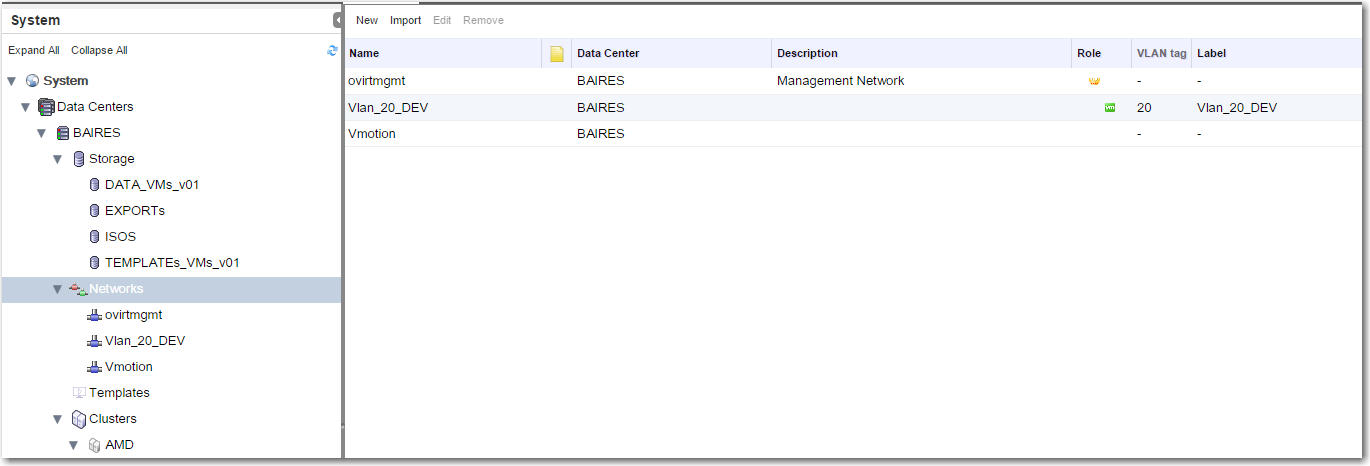 System
Expand All Collapse All
System
Data Centers
BAIRES
Storage
DATA_VMs_v01
EXPORTs
ISOS
TEMPLATEs_VMs_v01
Networks
ovirtmgmt
Vlan_20_DEV
Vmotion
Templates
Clusters
AMD
New Import Edit Remove
Name Data Center Description Role VLAN tag Label
ovirtmgmt BAIRES Management Network - -
Vlan_20_DEV BAIRES vm 20 Vlan_20_DEV
Vmotion BAIRES - -